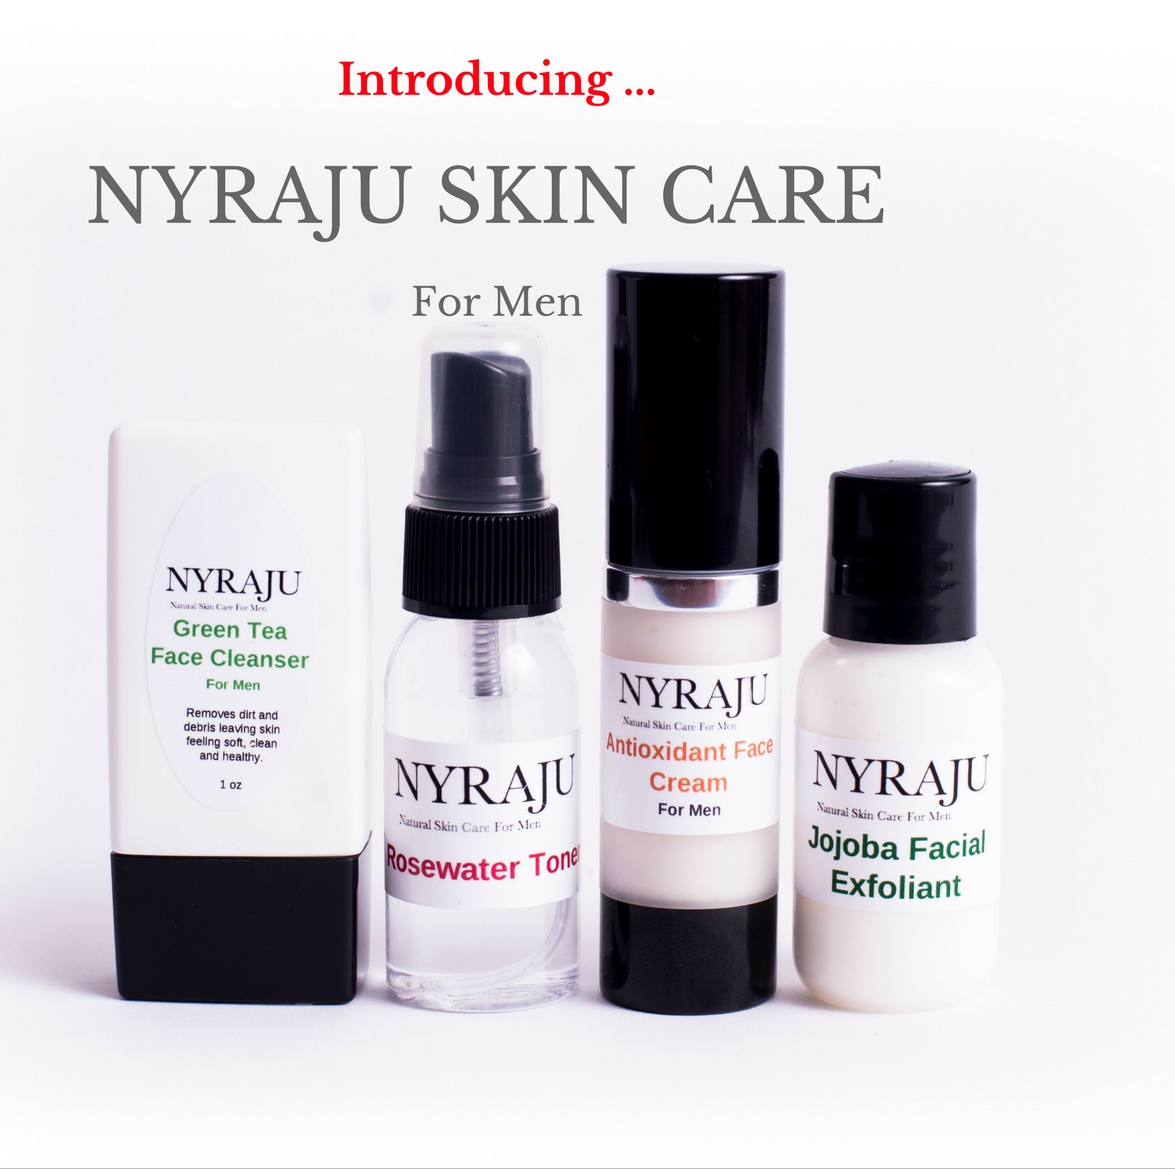 Introducing ...
NYRAJU SKIN CARE
For Men
NYRAJU
Natural Skin Care For Men
Green Tea
Face Cleanser
For Men
Removes dirt and
debris leaving skin
feeling soft, clean
and healthy.
1 oz
NYRAJU
Natural Skin Care For Men
Rosewater Toner
NYRAJU
Natural Skin Care For Men
Antioxidant Face
Cream
For Men
NYRAJU
Natural Skin Care For Men
Jojoba Facial
Exfoliant